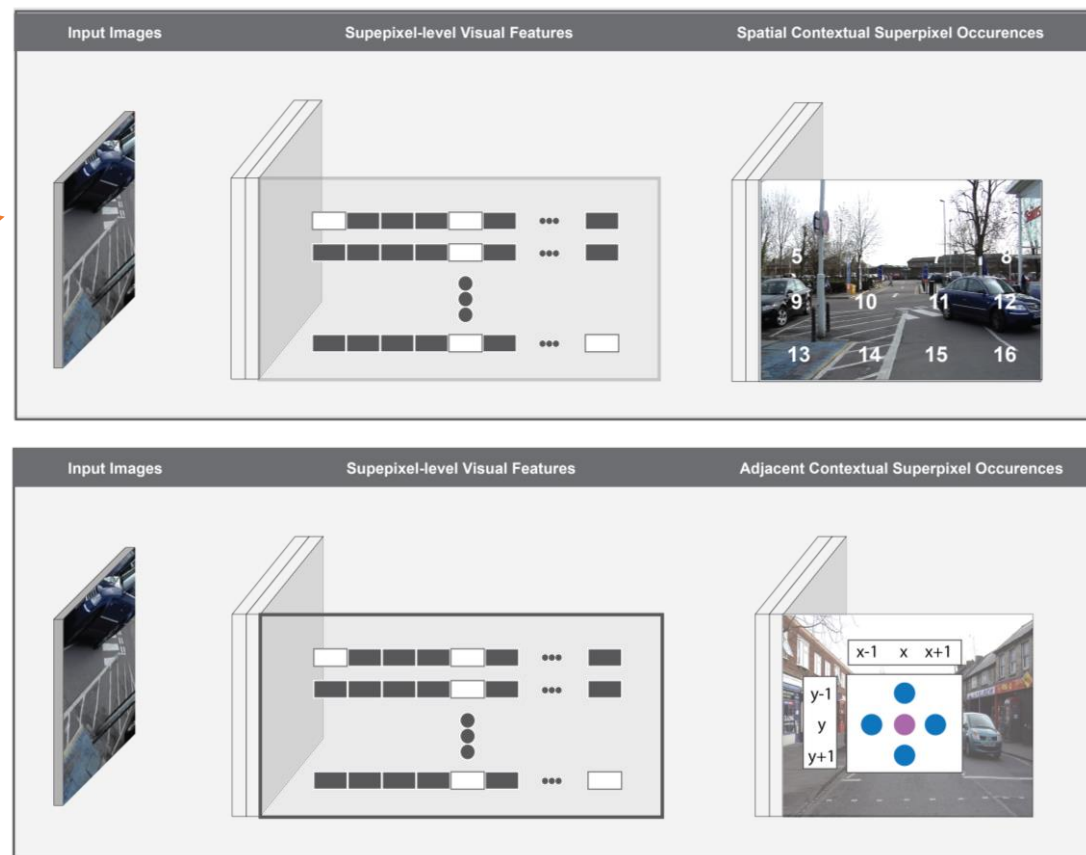 Input Images
Supepixel-level Visual Features
Spatial Contextual Superpixel Occurences
5
8
9
10
11
12
13
14
15
16
Input Images
Supepixel-level Visual Features
Adjacent Contextual Superpixel Occurences
x-1 x x+1
y-1
y
y+1